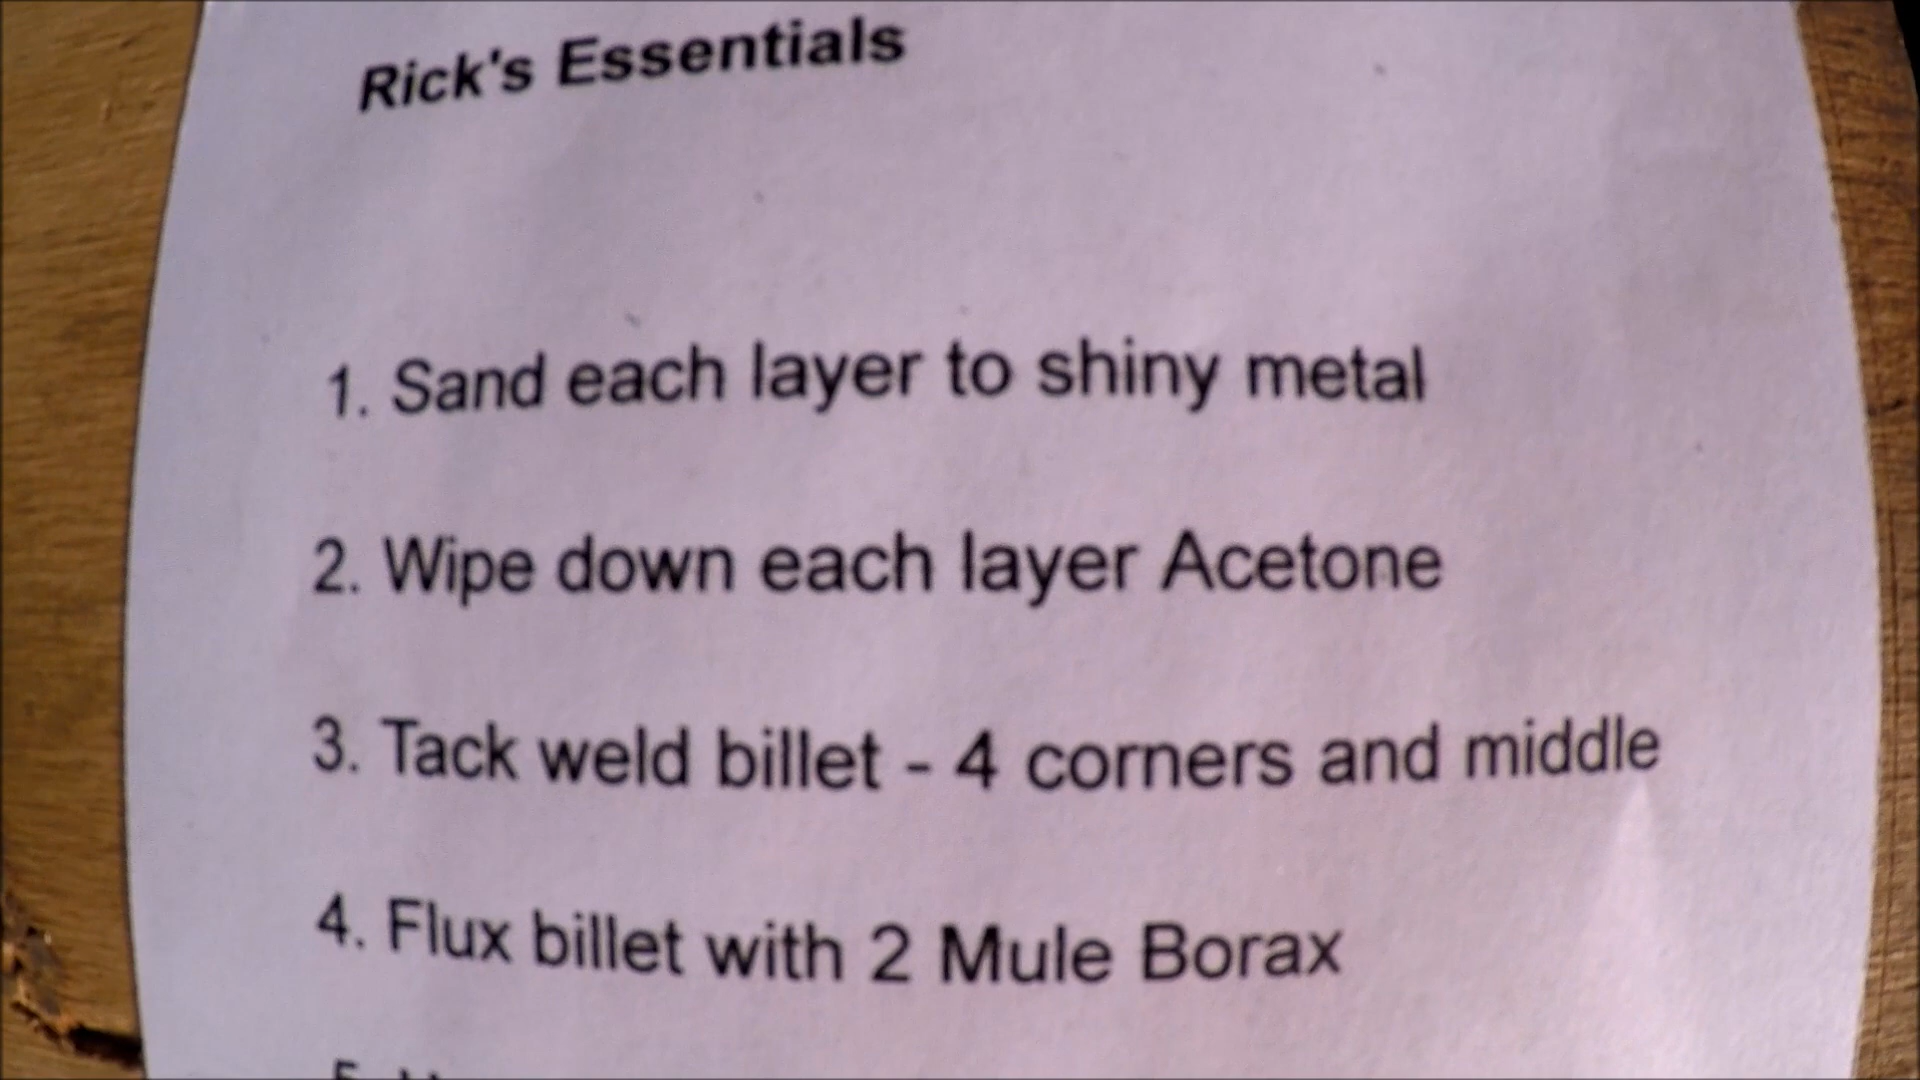 Rick's Essentials
1. Sand each layer to shiny metal
2. Wipe down each layer Acetone
3. Tack weld billet - 4 corners and middle
4. Flux billet with 2 Mule Borax
5.